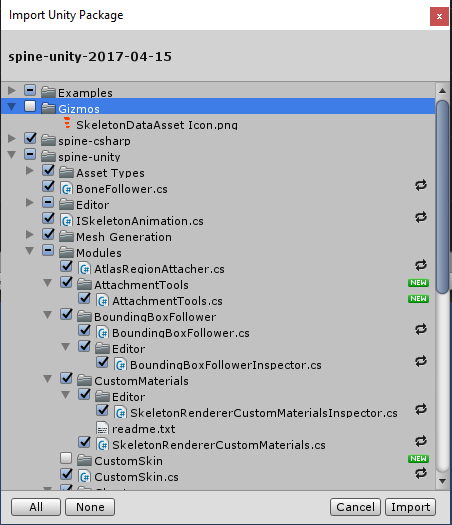 Import Unity Package
x
spine-unity-2017-04-15
Examples
Gizmos
SkeletonDataAsset Icon.png
spine-csharp
spine-unity
Asset Types
BoneFollower.cs
Editor
ISkeletonAnimation.cs
Mesh Generation
Modules
AtlasRegionAttacher.cs
AttachmentTools NEW
AttachmentTools.cs NEW
BoundingBoxFollower
BoundingBoxFollower.cs
Editor
BoundingBoxFollowerInspector.cs
CustomMaterials
Editor
SkeletonRendererCustomMaterialsInspector.cs
readme.txt
SkeletonRendererCustomMaterials.cs
CustomSkin NEW
CustomSkin.cs
All None Cancel Import